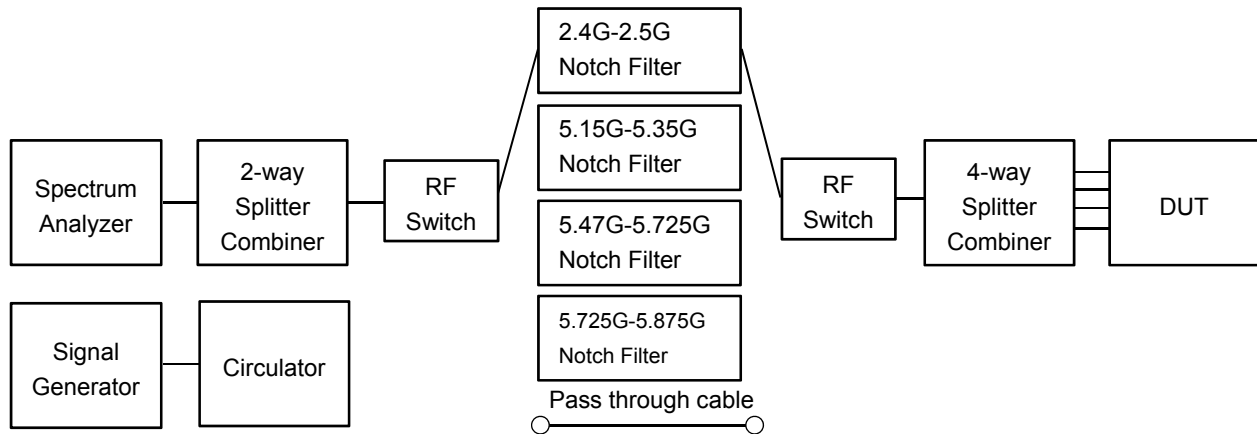 2.4G-2.5G
Notch Filter
5.15G-5.35G
Notch Filter
5.47G-5.725G
Notch Filter
5.725G-5.875G
Notch Filter
Pass through cable
Spectrum
Analyzer
2-way
Splitter
Combiner
RF
Switch
RF
Switch
4-way
Splitter
Combiner
DUT
Signal
Generator
Circulator